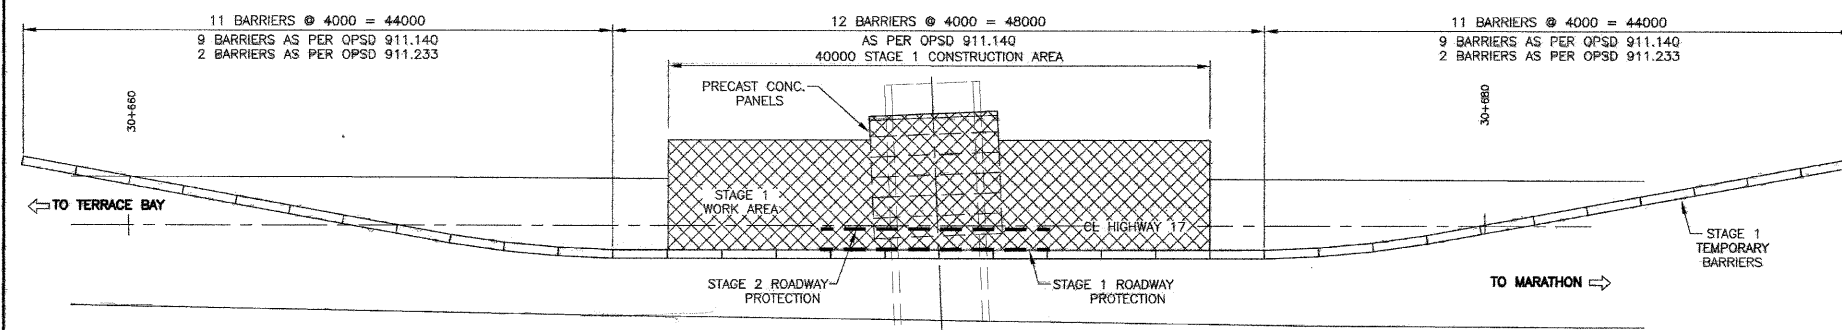 11 BARRIERS @ 4000 = 44000
9 BARRIERS AS PER OPSD 911.140
2 BARRIERS AS PER OPSD 911.233
12 BARRIERS @ 4000 = 48000
AS PER OPSD 911.140
40000 STAGE 1 CONSTRUCTION AREA
11 BARRIERS @ 4000 = 44000
9 BARRIERS AS PER OPSD 911.140
2 BARRIERS AS PER OPSD 911.233
30+660
PRECAST CONC.
PANELS
30+680
STAGE 1
WORK AREA
TO TERRACE BAY
CL HIGHWAY 17
STAGE 1
TEMPORARY
BARRIERS
STAGE 2 ROADWAY
PROTECTION
STAGE 1 ROADWAY
PROTECTION
TO MARATHON